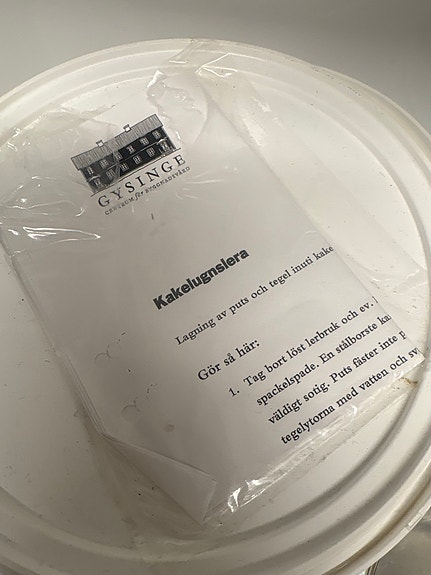 GYSINGE
CENTRUM för BYGGNADSVÅRD
Kakelugnslera
Lagning av puts och tegel inuti kake
Gör så här:
1. Tag bort löst lerbruk och ev.
spackelspade. En stålborste ka
väldigt sotig. Puts fäster inte p
tegelytorna med vatten och sv